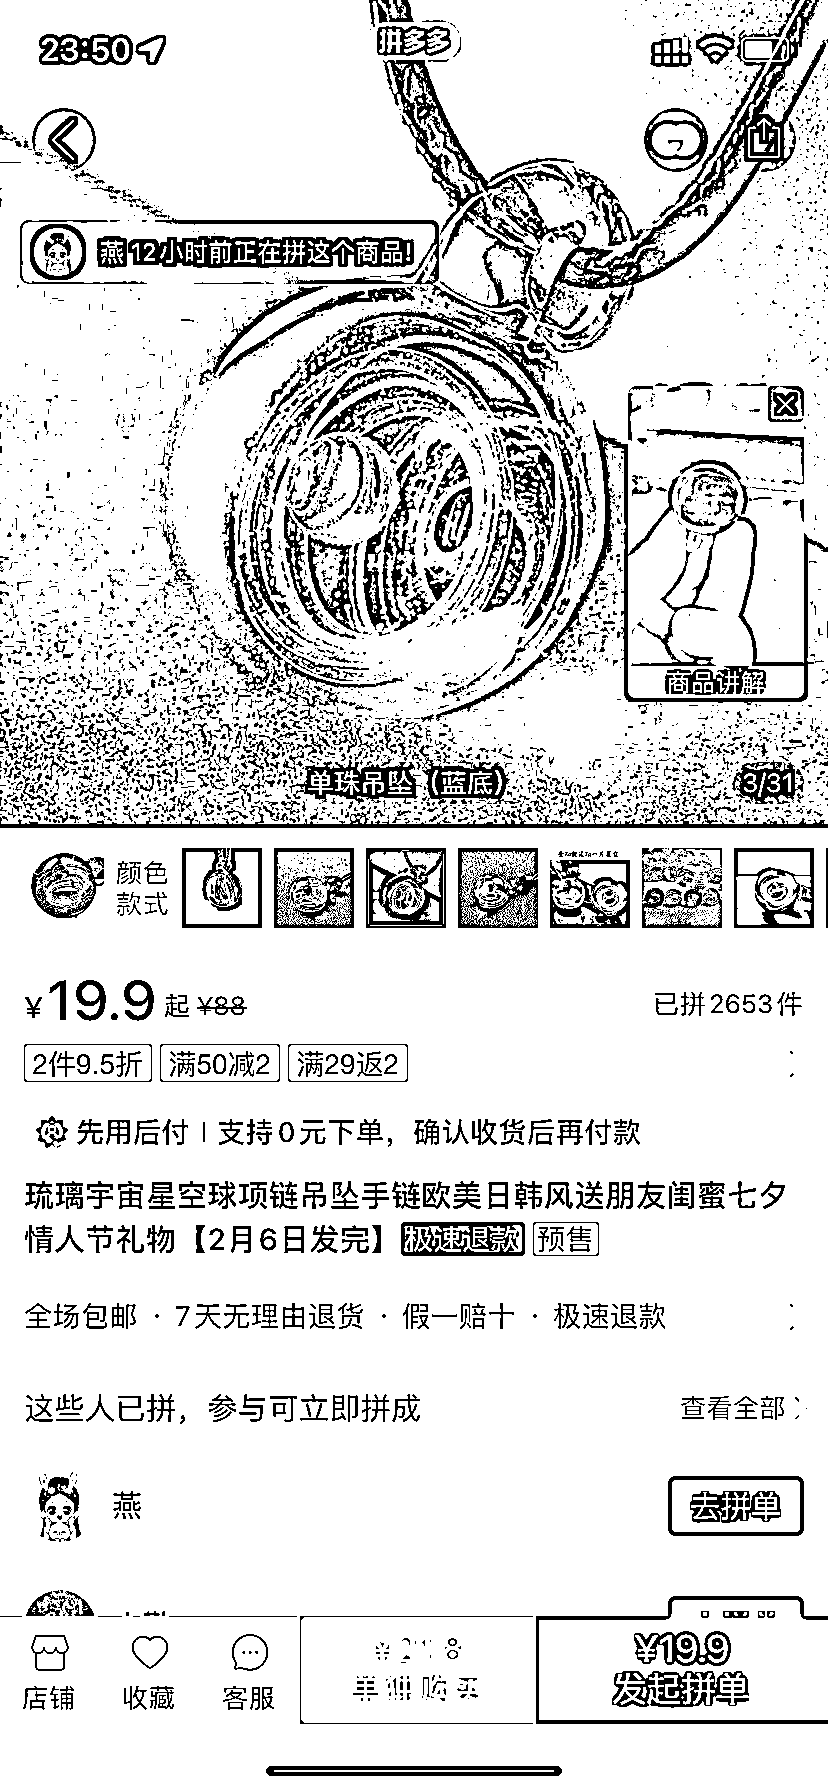 23:50
拼多多
燕 12小时前正在拼这个商品!
商品讲解
单珠吊坠（蓝底）
3/31
颜色
款式
¥19.9 起 ¥88
已拼2653件
2件9.5折 满50减2 满29返2
先用后付 | 支持0元下单，确认收货后再付款
琉璃宇宙星空球项链吊坠手链欧美日韩风送朋友闺蜜七夕
情人节礼物【2月6日发完】 极速退款 预售
全场包邮 · 7天无理由退货 · 假一赔十 · 极速退款
这些人已拼，参与可立即拼成
查看全部
燕
去拼单
店铺
收藏
客服
单独购买
¥19.9
发起拼单